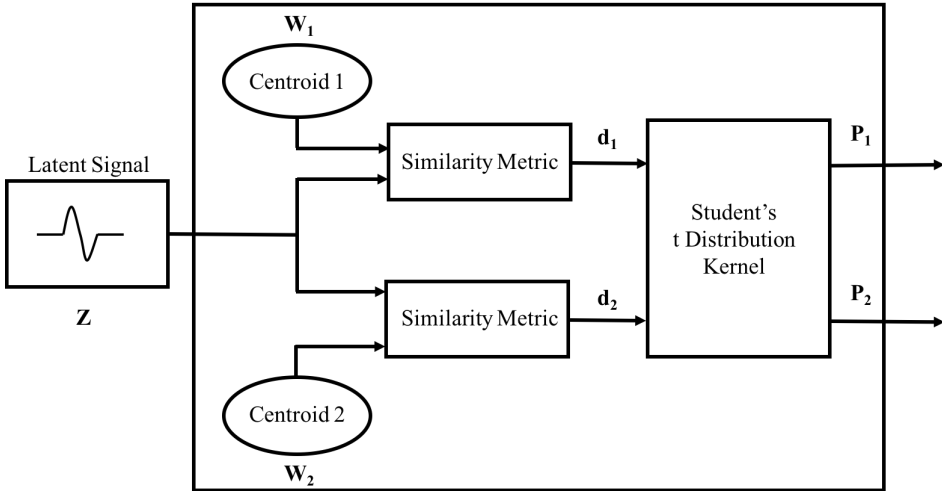 W₁
Centroid 1
Latent Signal
Z
Similarity Metric
d₁
Similarity Metric
d₂
Centroid 2
W₂
Student’s
t Distribution
Kernel
P₁
P₂